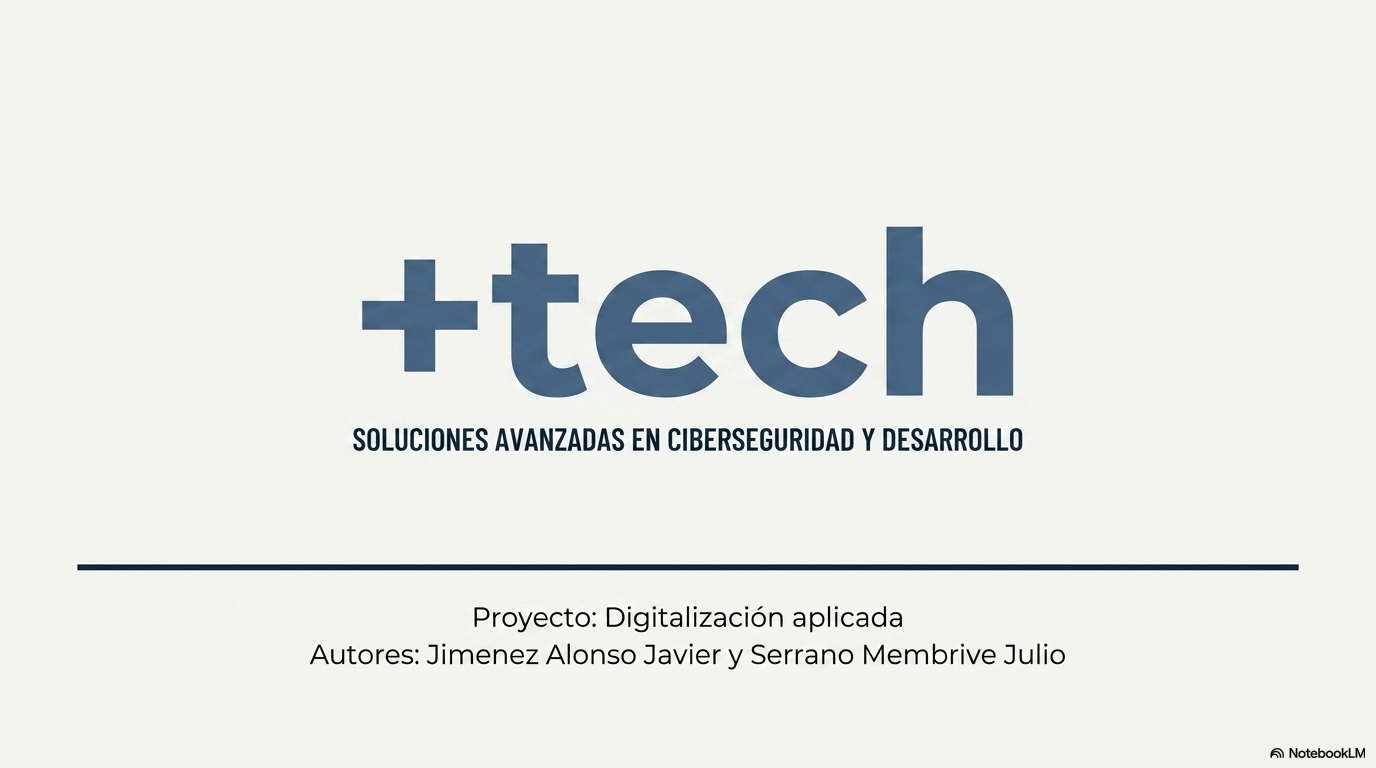 +tech
SOLUCIONES AVANZADAS EN CIBERSEGURIDAD Y DESARROLLO
Proyecto: Digitalización aplicada
Autores: Jimenez Alonso Javier y Serrano Membrive Julio
NotebookLM